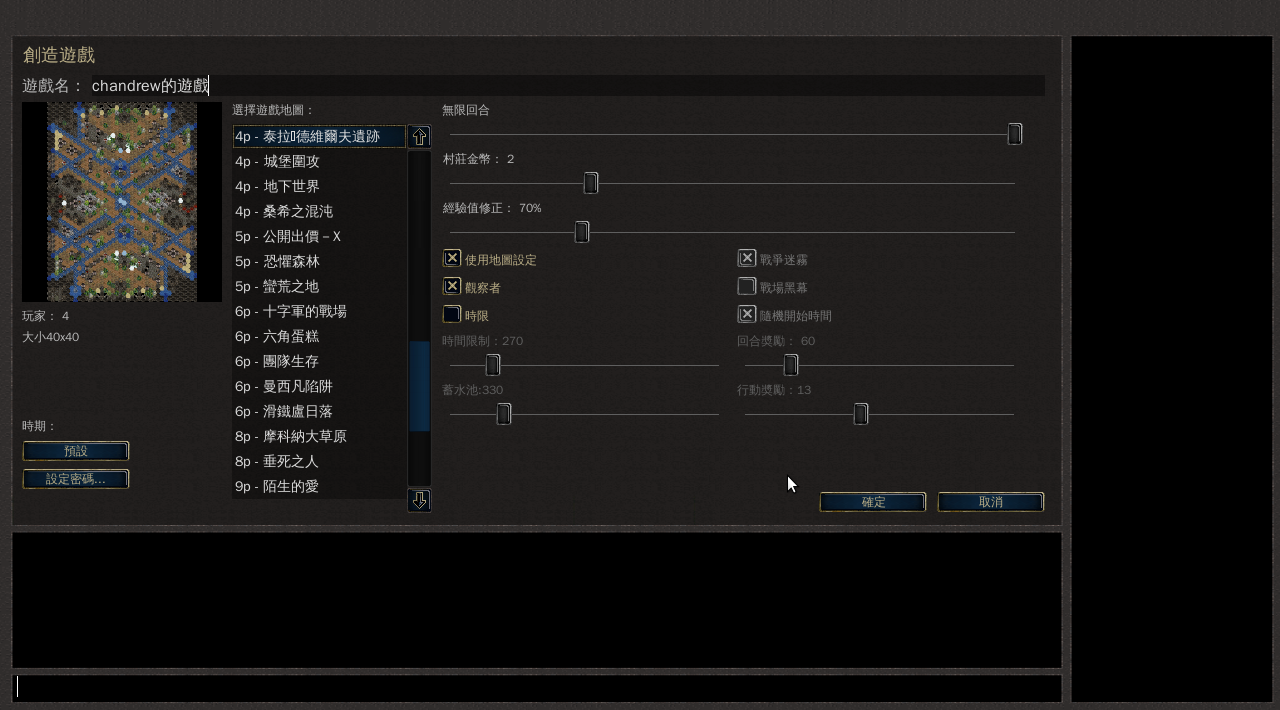 創造遊戲
遊戲名： chandrew的遊戲
選擇遊戲地圖：
4p - 泰拉德維爾夫遺跡
4p - 城堡圍攻
4p - 地下世界
4p - 桑希之混沌
5p - 公開出價－X
5p - 恐懼森林
5p - 蠻荒之地
6p - 十字軍的戰場
6p - 六角蛋糕
6p - 團隊生存
6p - 曼西凡陷阱
6p - 滑鐵盧日落
8p - 摩科納大草原
8p - 垂死之人
9p - 陌生的愛
玩家： 4
大小40x40
時期：
預設
設定密碼...
無限回合
村莊金幣： 2
經驗值修正： 70%
使用地圖設定
戰爭迷霧
觀察者
戰場黑幕
時限
隨機開始時間
時間限制：270
回合獎勵： 60
蓄水池:330
行動獎勵：13
確定
取消